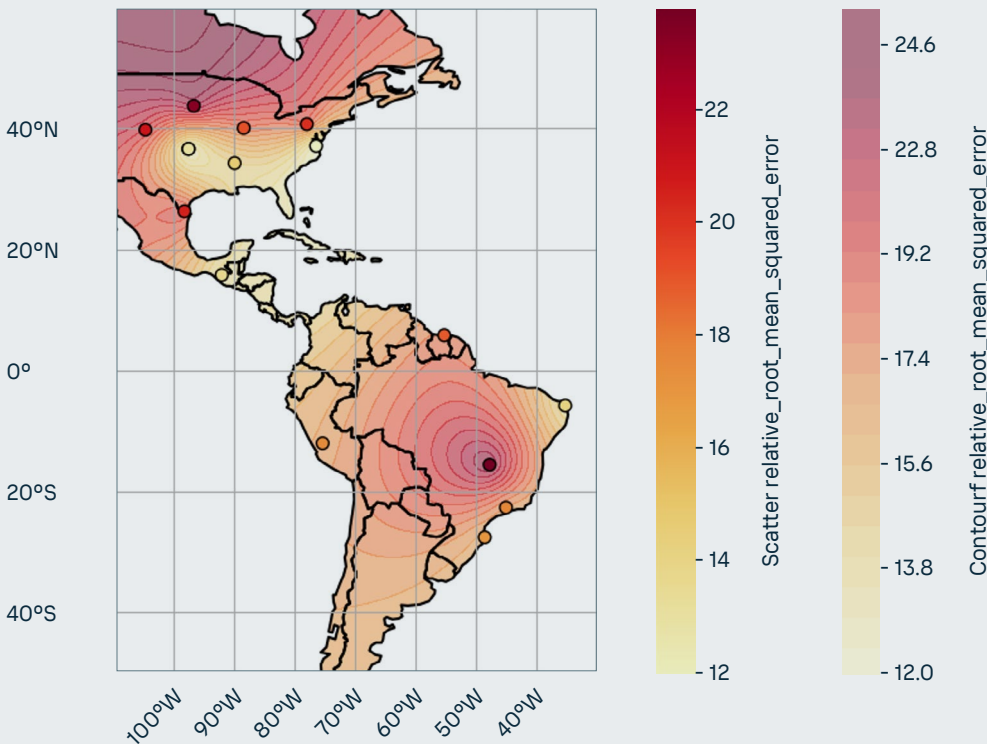 40°N
20°N
0°
20°S
40°S
100°W
90°W
80°W
70°W
60°W
50°W
40°W
22
20
18
16
14
12
Scatter relative_root_mean_squared_error
24.6
22.8
19.2
17.4
15.6
13.8
12.0
Contourf relative_root_mean_squared_error